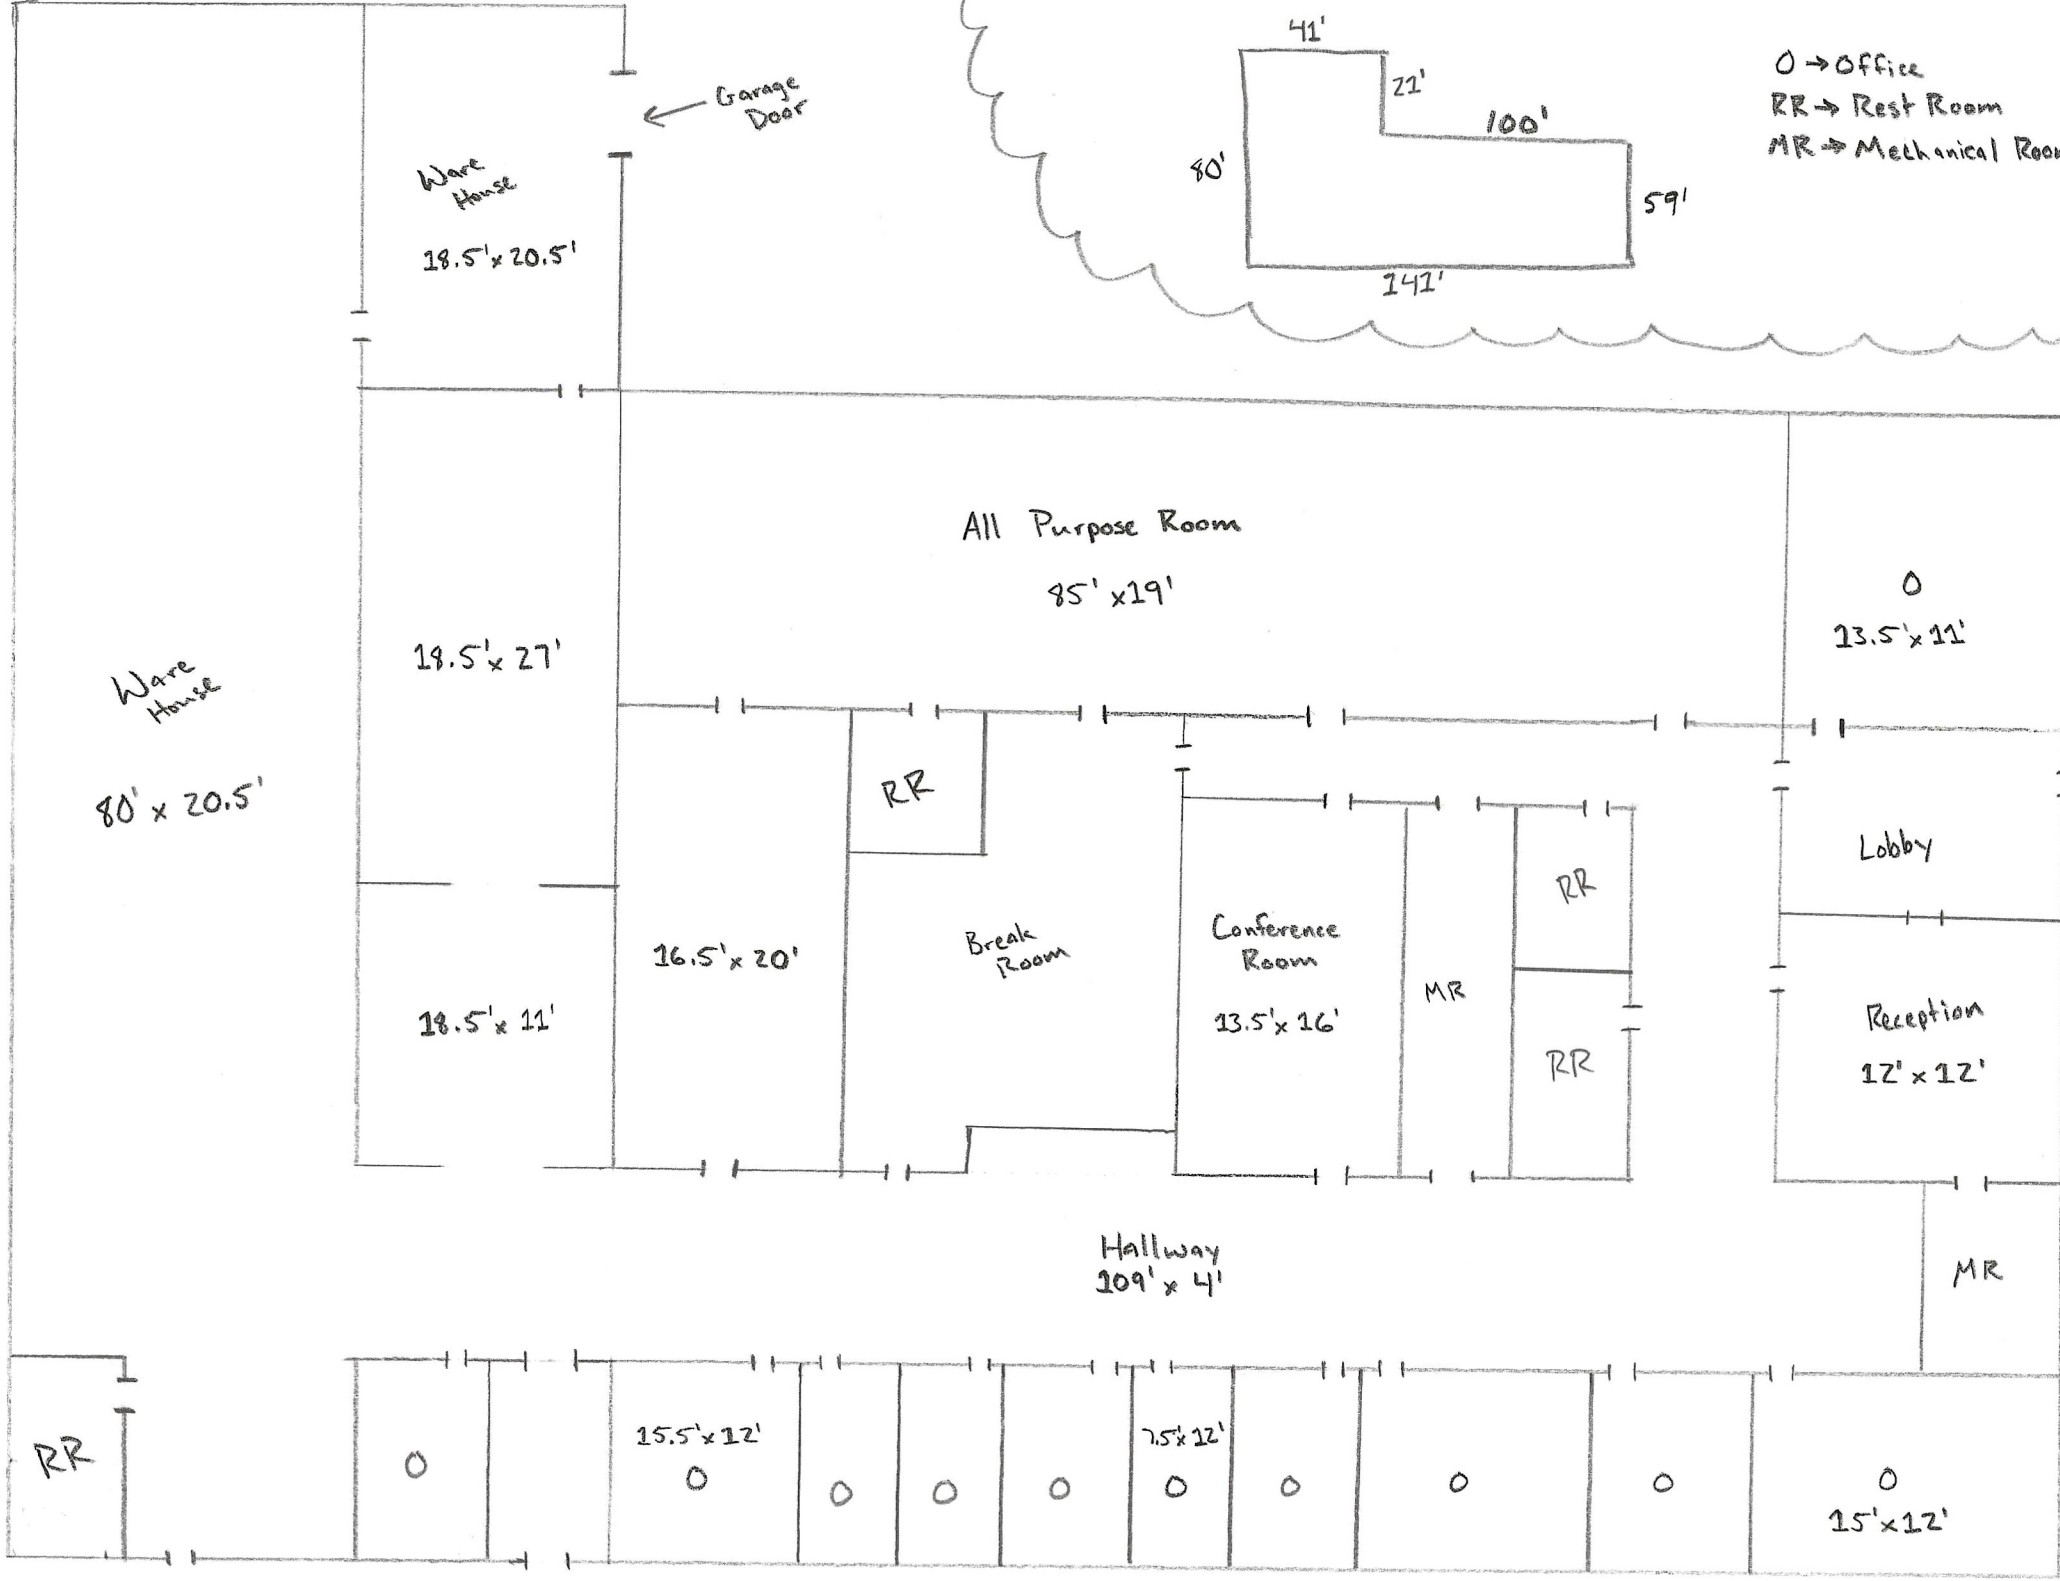 41'
21'
100'
80'
59'
141'
O → Office
RR → Rest Room
MR → Mechanical Room
Garage
Door
Ware
House
18.5' x 20.5'
All Purpose Room
85' x 19'
O
13.5' x 11'
18.5' x 27'
Ware
House
80' x 20.5'
RR
Lobby
16.5' x 20'
Break
Room
Conference
Room
13.5' x 16'
MR
RR
RR
Reception
12' x 12'
18.5' x 11'
Hallway
109' x 4'
MR
RR
O
15.5' x 12'
O
O
O
O
7.5' x 12'
O
O
O
O
O
15' x 12'